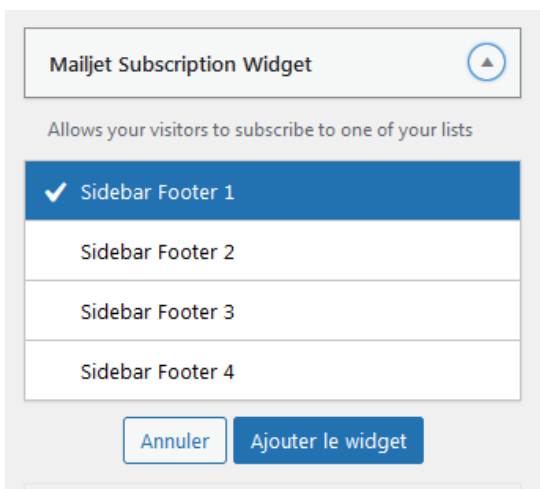 Mailjet Subscription Widget
Allows your visitors to subscribe to one of your lists
Sidebar Footer 1
Sidebar Footer 2
Sidebar Footer 3
Sidebar Footer 4
Annuler Ajouter le widget